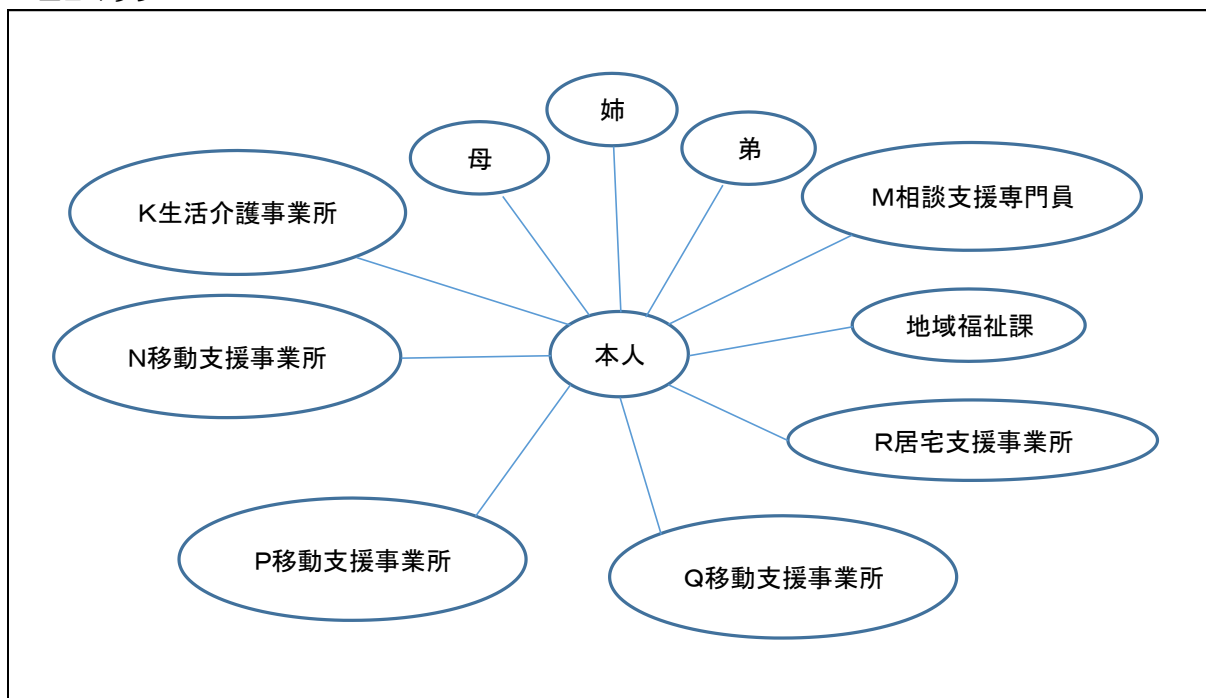 姉
母
弟
K生活介護事業所
M相談支援専門員
地域福祉課
N移動支援事業所
本人
R居宅支援事業所
P移動支援事業所
Q移動支援事業所